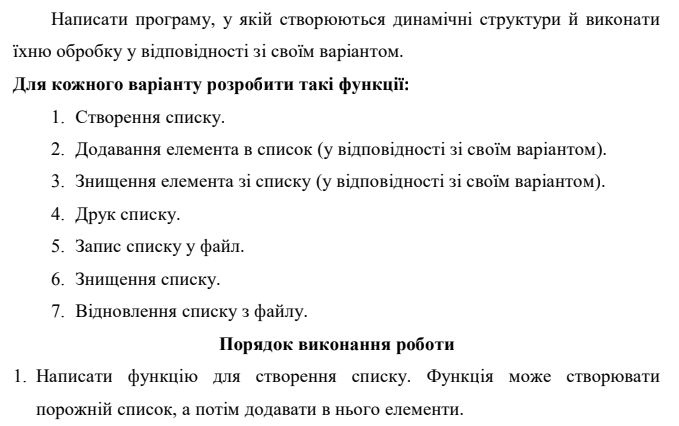 Написати програму, у якій створюються динамічні структури й виконати
їхню обробку у відповідності зі своїм варіантом.
Для кожного варіанту розробити такі функції:
1. Створення списку.
2. Додавання елемента в список (у відповідності зі своїм варіантом).
3. Знищення елемента зі списку (у відповідності зі своїм варіантом).
4. Друк списку.
5. Запис списку у файл.
6. Знищення списку.
7. Відновлення списку з файлу.
Порядок виконання роботи
1. Написати функцію для створення списку. Функція може створювати
порожній список, а потім додавати в нього елементи.